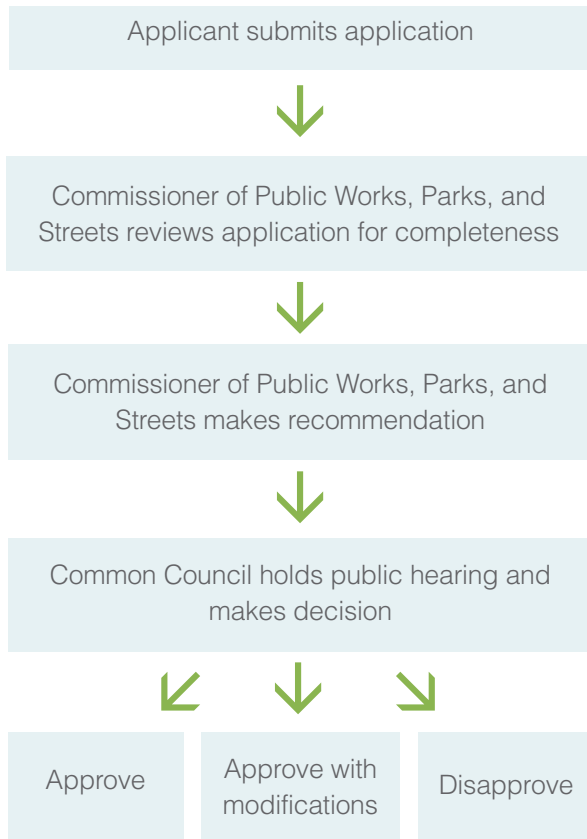 Applicant submits application
Commissioner of Public Works, Parks, and
Streets reviews application for completeness
Commissioner of Public Works, Parks, and
Streets makes recommendation
Common Council holds public hearing and
makes decision
Approve
Approve with
modifications
Disapprove